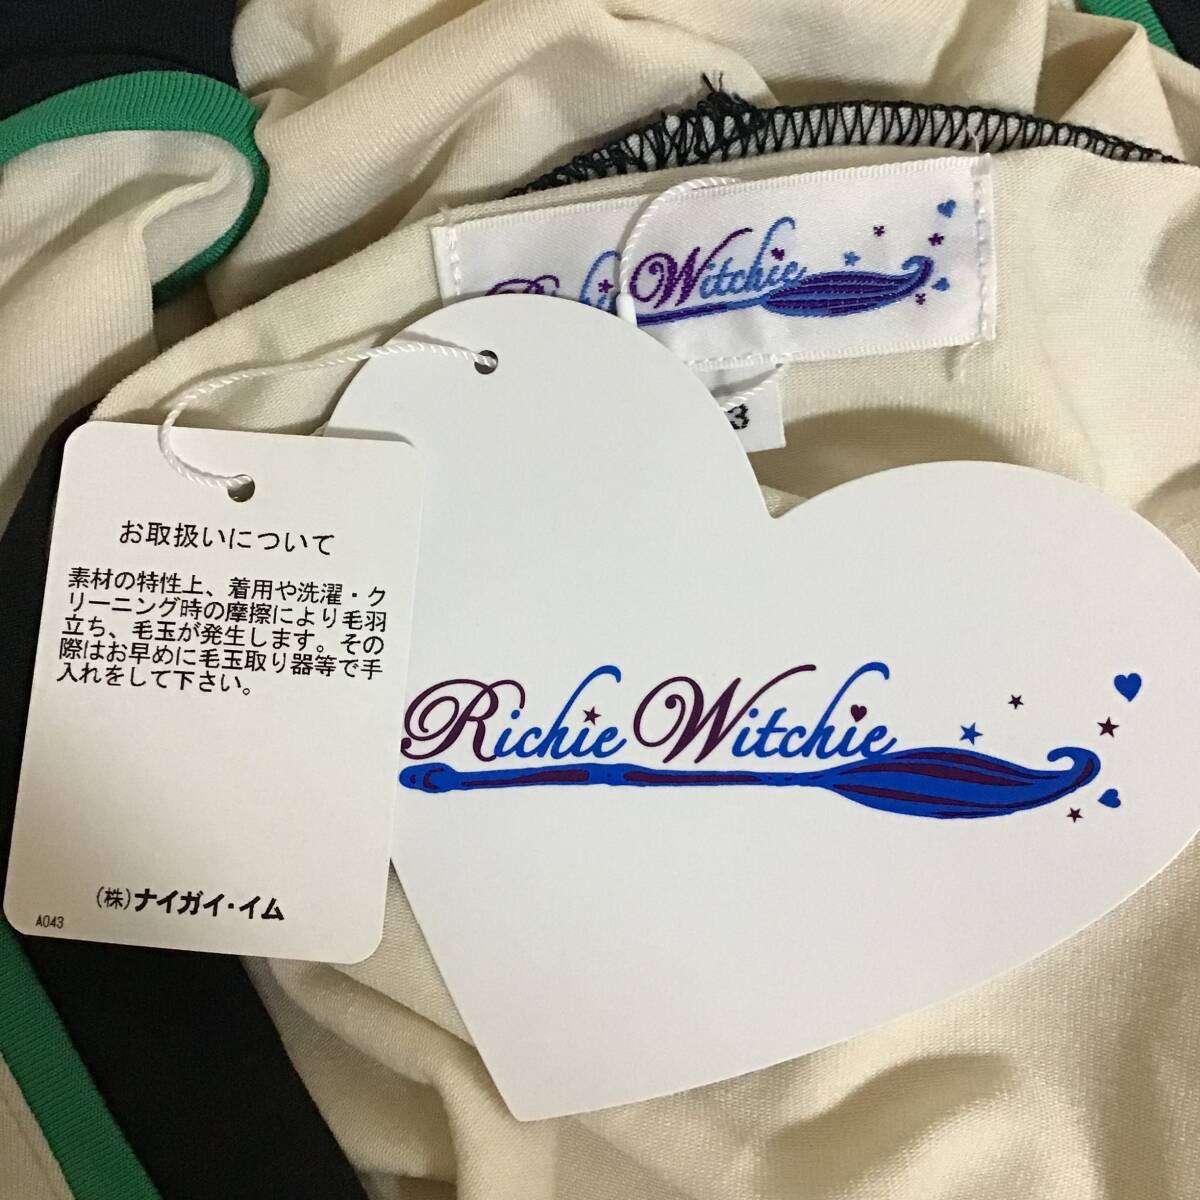 Richie Witchie
3
お取扱いについて
素材の特性上、着用や洗濯・ク
リーニング時の摩擦により毛羽
立ち、毛玉が発生します。その
際はお早めに毛玉取り器等で手
入れをして下さい。
(株)ナイガイ・イム
A043
Richie Witchie